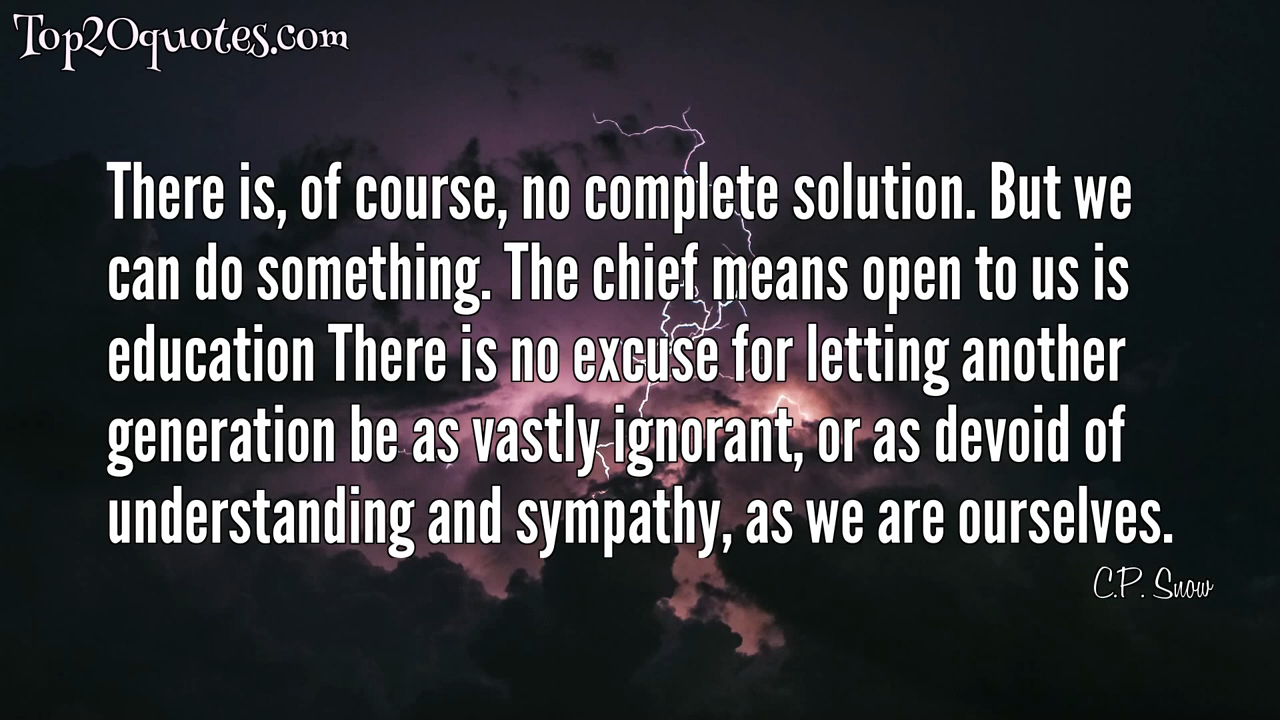 Top20quotes.com
There is, of course, no complete solution. But we
can do something. The chief means open to us is
education There is no excuse for letting another
generation be as vastly ignorant, or as devoid of
understanding and sympathy, as we are ourselves.
C.P. Snow